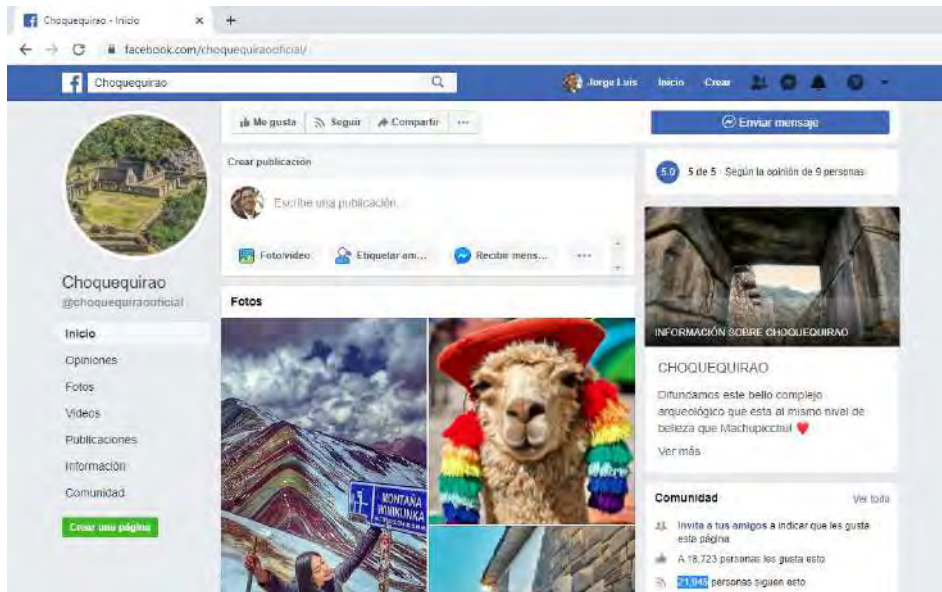 Choquequirao - Inicio
facebook.com/choquequiraooficial/
Choquequirao
Jorge Luis Inicio Crear
Me gusta Seguir Compartir ...
Enviar mensaje
Crear publicación
Escribe una publicación...
Foto/video Etiquetar am... Recibir mens... ...
5.0 5 de 5 · Según la opinión de 9 personas
Choquequirao
@choquequiraooficial
Inicio
Opiniones
Fotos
Videos
Publicaciones
Información
Comunidad
Crear una página
Fotos
MONTAÑA
WINIKUNKA
INFORMACIÓN SOBRE CHOQUEQUIRAO
CHOQUEQUIRAO
Difundamos este bello complejo
arqueológico que esta al mismo nivel de
belleza que Machupicchu! ❤
Ver más
Comunidad Ver todo
Invita a tus amigos a indicar que les gusta
esta página
A 18,723 personas les gusta esto
21,945 personas siguen esto